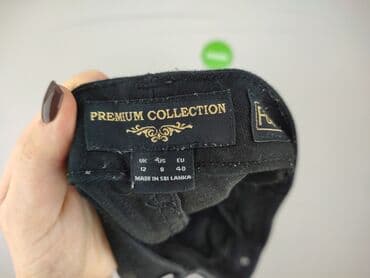 PREMIUM COLLECTION
UK US EU
12 8 40
MADE IN SRI LANKA